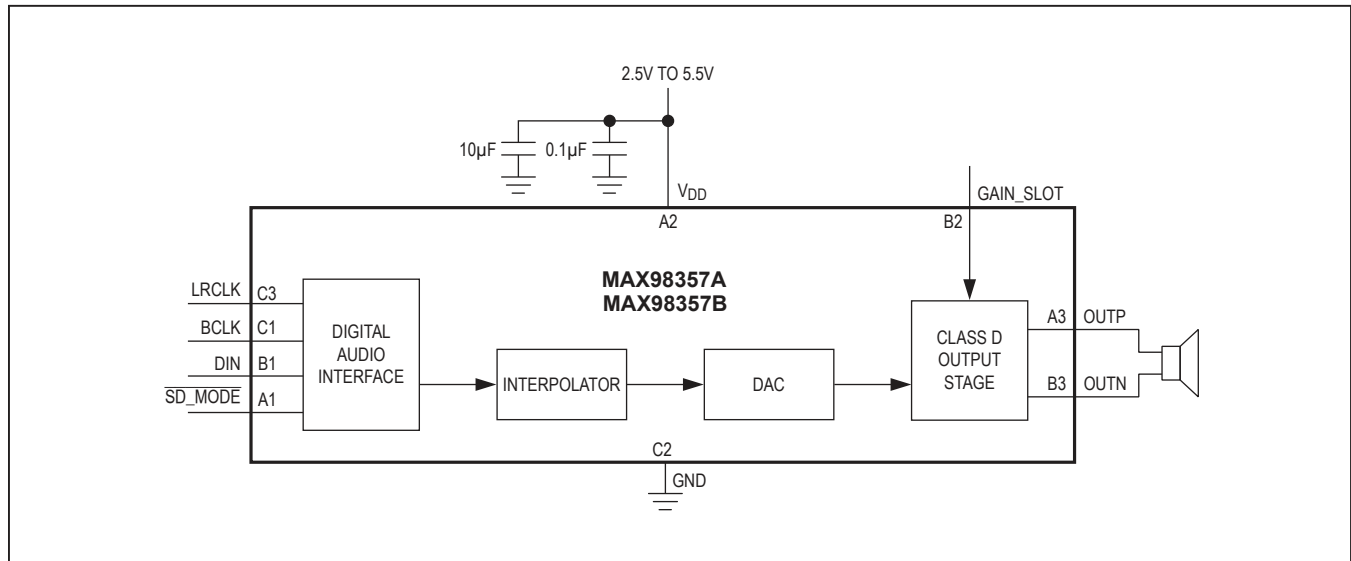 2.5V TO 5.5V
10µF
0.1µF
VDD
GAIN_SLOT
A2
B2
MAX98357A
MAX98357B
LRCLK
C3
BCLK
C1
DIN
B1
SD_MODE
A1
DIGITAL
AUDIO
INTERFACE
INTERPOLATOR
DAC
CLASS D
OUTPUT
STAGE
A3
OUTP
B3
OUTN
C2
GND